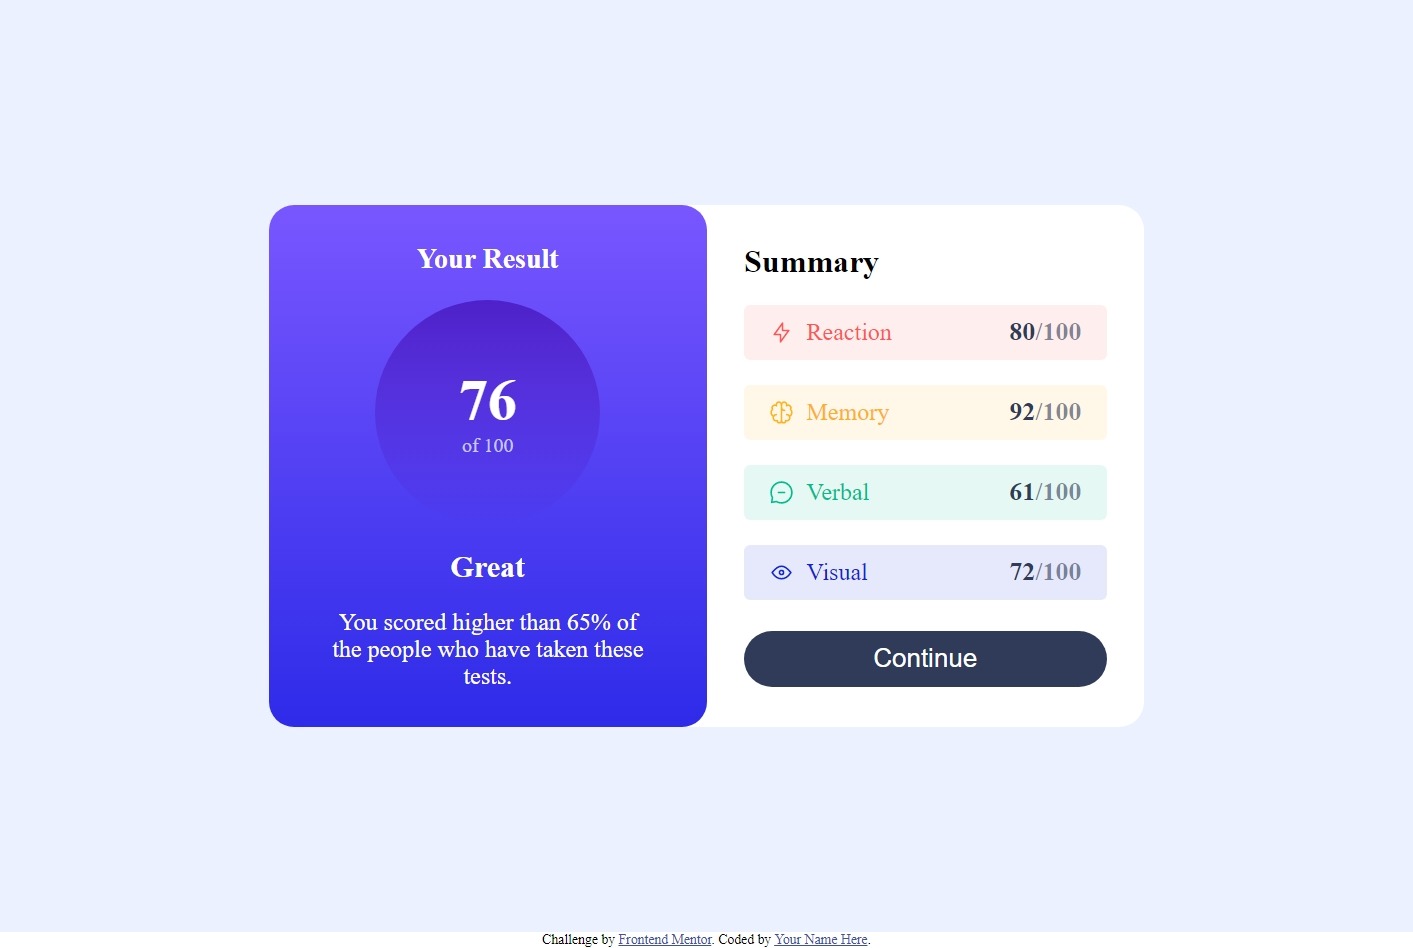 Your Result
76
of 100
Great
You scored higher than 65% of
the people who have taken these
tests.
Summary
Reaction 80/100
Memory 92/100
Verbal 61/100
Visual 72/100
Continue
Challenge by Frontend Mentor. Coded by Your Name Here.